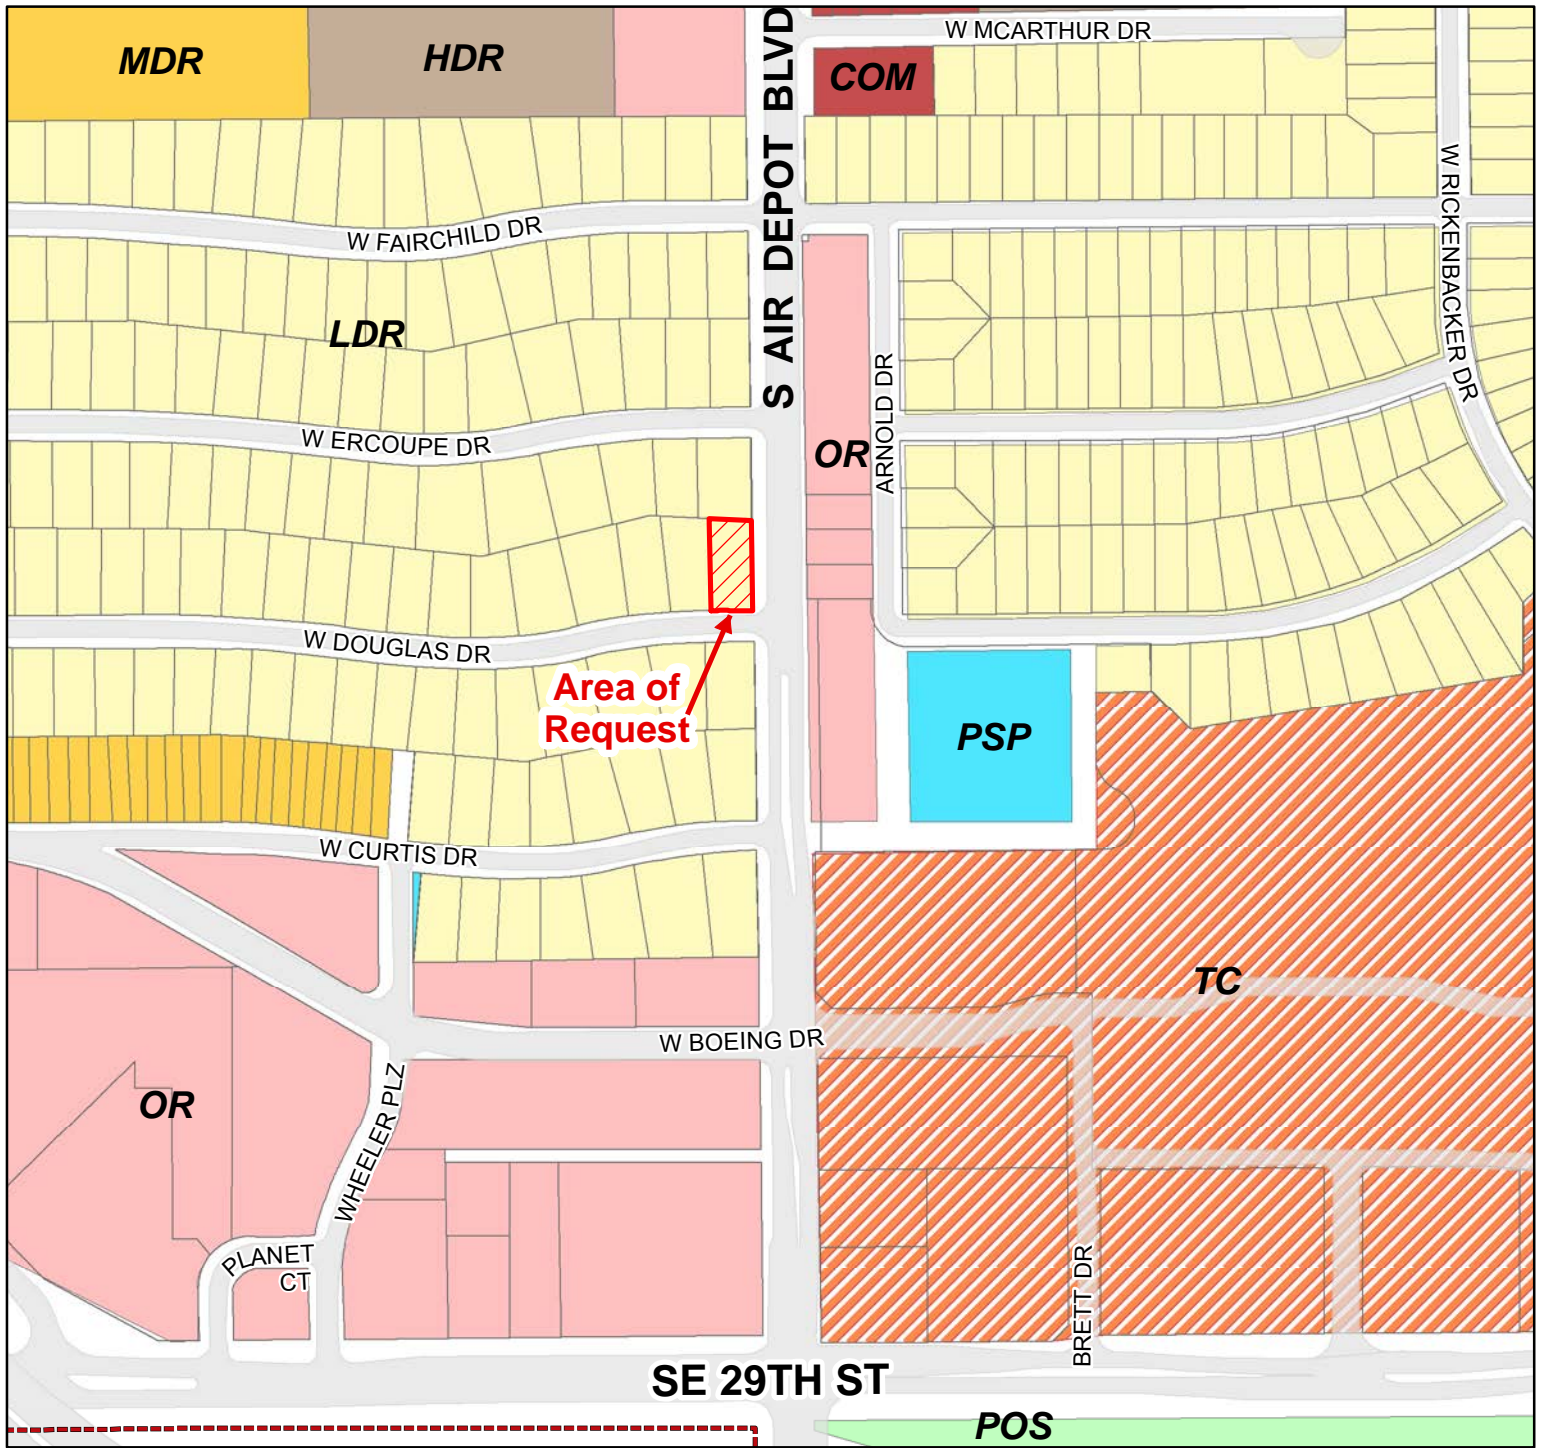 W MCARTHUR DR
MDR
HDR
COM
S AIR DEPOT BLVD
W RICKENBACKER DR
W FAIRCHILD DR
LDR
ARNOLD DR
W ERCOUPE DR
OR
W DOUGLAS DR
Area of
Request
PSP
W CURTIS DR
TC
W BOEING DR
OR
WHEELER PLZ
PLANET
CT
BRETT DR
SE 29TH ST
POS